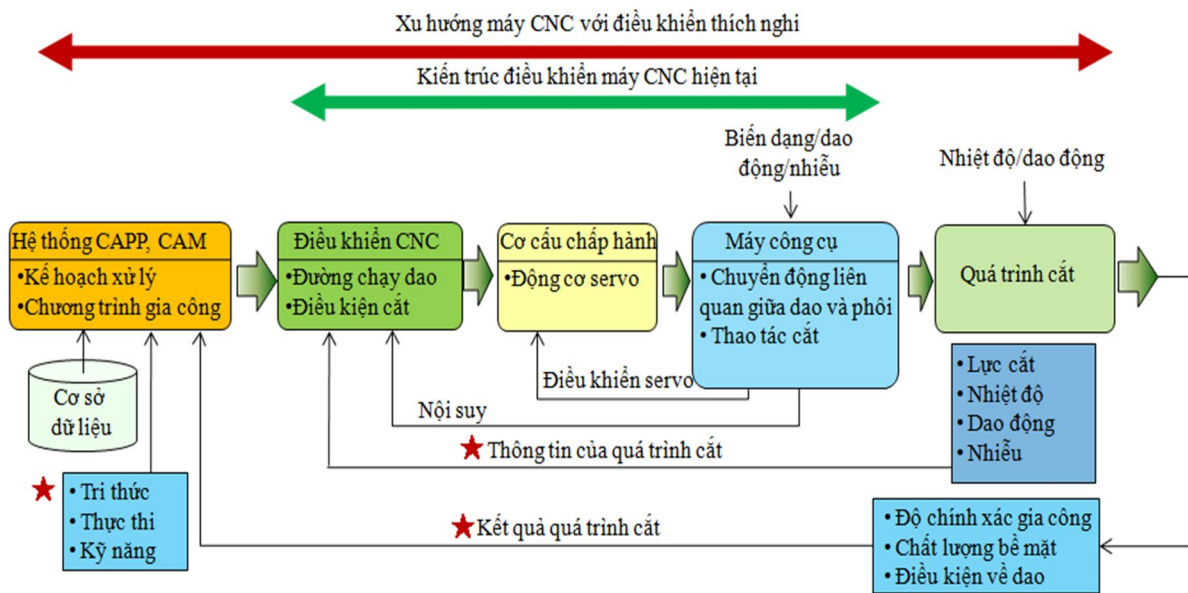 Xu hướng máy CNC với điều khiển thích nghi
Kiến trúc điều khiển máy CNC hiện tại
Biến dạng/dao
động/nhiễu
Nhiệt độ/dao động
Hệ thống CAPP, CAM
•Kế hoạch xử lý
•Chương trình gia công
Điều khiển CNC
•Đường chạy dao
•Điều kiện cắt
Cơ cấu chấp hành
•Động cơ servo
Máy công cụ
• Chuyển động liên
quan giữa dao và phôi
• Thao tác cắt
Quá trình cắt
Cơ sở
dữ liệu
Điều khiển servo
Nội suy
Thông tin của quá trình cắt
• Lực cắt
• Nhiệt độ
• Dao động
• Nhiễu
• Tri thức
• Thực thi
• Kỹ năng
Kết quả quá trình cắt
• Độ chính xác gia công
• Chất lượng bề mặt
• Điều kiện về dao